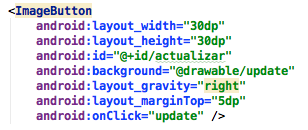 <ImageButton
android:layout_width="30dp"
android:layout_height="30dp"
android:id="@+id/actualizar"
android:background="@drawable/update"
android:layout_gravity="right"
android:layout_marginTop="5dp"
android:onClick="update" />